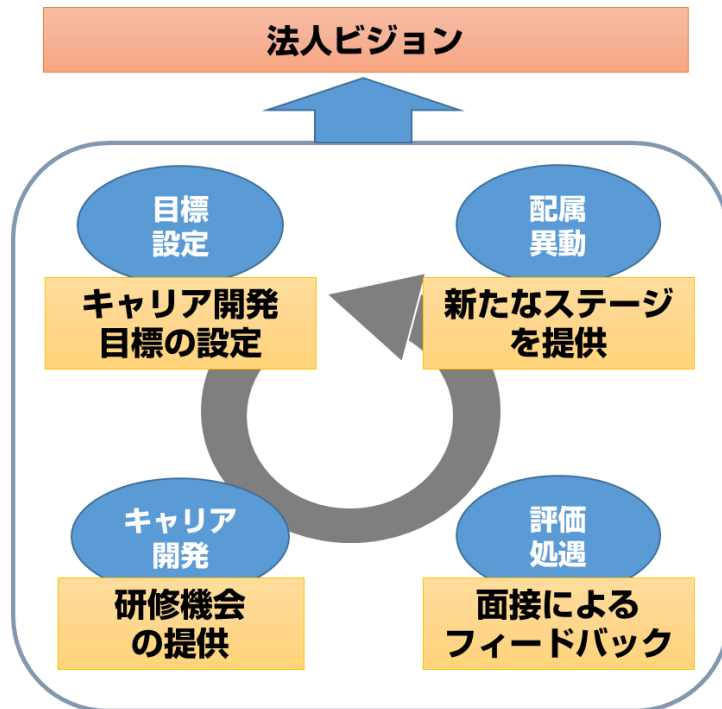 法人ビジョン
目標
設定
キャリア開発
目標の設定
配属
異動
新たなステージ
を提供
キャリア
開発
研修機会
の提供
評価
処遇
面接による
フィードバック